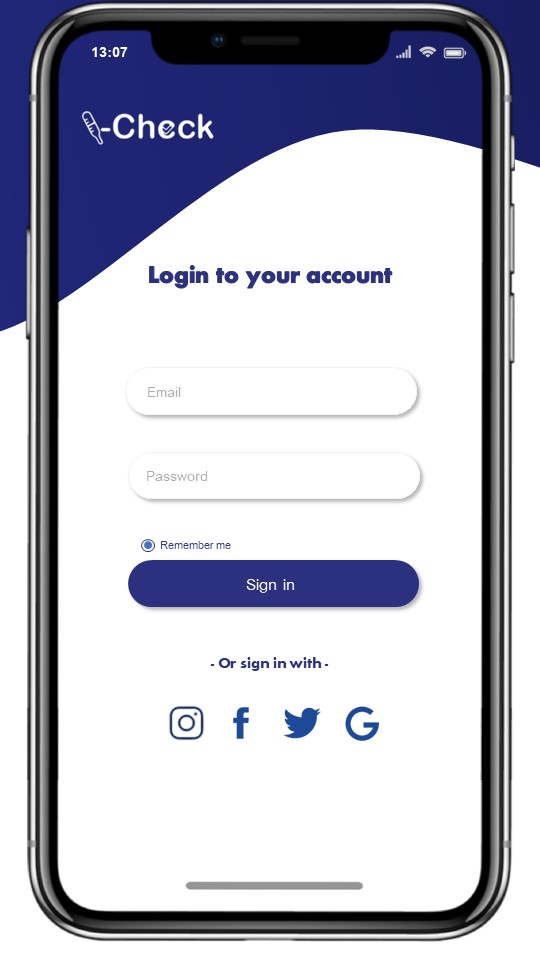 13:07
-Check
Login to your account
Email
Password
Remember me
Sign in
- Or sign in with -